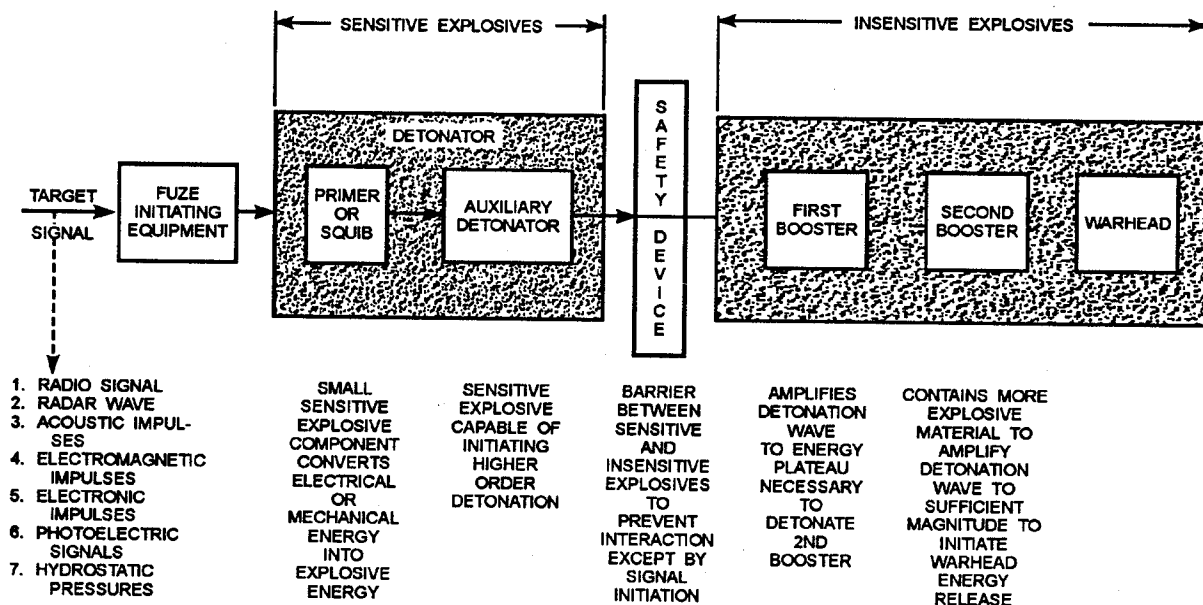 SENSITIVE EXPLOSIVES
INSENSITIVE EXPLOSIVES
TARGET
SIGNAL
FUZE
INITIATING
EQUIPMENT
DETONATOR
PRIMER
OR
SQUIB
AUXILIARY
DETONATOR
SAFETY DEVICE
FIRST
BOOSTER
SECOND
BOOSTER
WARHEAD
1. RADIO SIGNAL
2. RADAR WAVE
3. ACOUSTIC IMPUL-
SES
4. ELECTROMAGNETIC
IMPULSES
5. ELECTRONIC
IMPULSES
6. PHOTOELECTRIC
SIGNALS
7. HYDROSTATIC
PRESSURES
SMALL
SENSITIVE
EXPLOSIVE
COMPONENT
CONVERTS
ELECTRICAL
OR
MECHANICAL
ENERGY
INTO
EXPLOSIVE
ENERGY
SENSITIVE
EXPLOSIVE
CAPABLE OF
INITIATING
HIGHER
ORDER
DETONATION
BARRIER
BETWEEN
SENSITIVE
AND
INSENSITIVE
EXPLOSIVES
TO
PREVENT
INTERACTION
EXCEPT BY
SIGNAL
INITIATION
AMPLIFIES
DETONATION
WAVE
TO ENERGY
PLATEAU
NECESSARY
TO
DETONATE
2ND
BOOSTER
CONTAINS MORE
EXPLOSIVE
MATERIAL TO
AMPLIFY
DETONATION
WAVE TO
SUFFICIENT
MAGNITUDE TO
INITIATE
WARHEAD
ENERGY
RELEASE